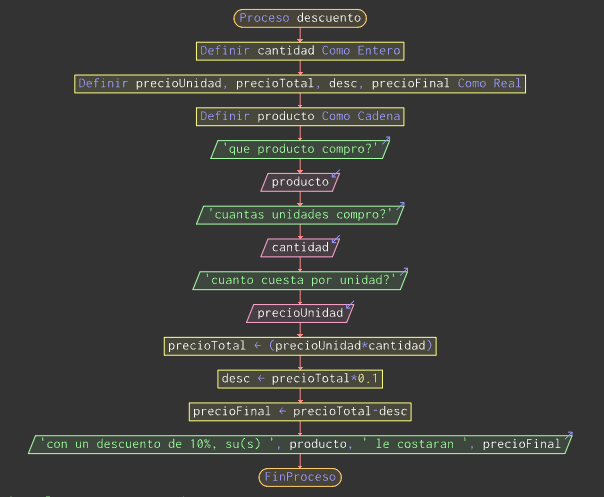 Proceso descuento
Definir cantidad Como Entero
Definir precioUnidad, precioTotal, desc, precioFinal Como Real
Definir producto Como Cadena
'que producto compro?'
producto
'cuantas unidades compro?'
cantidad
'cuanto cuesta por unidad?'
precioUnidad
precioTotal ← (precioUnidad*cantidad)
desc ← precioTotal*0.1
precioFinal ← precioTotal-desc
'con un descuento de 10%, su(s) ', producto, ' le costaran ', precioFinal
FinProceso